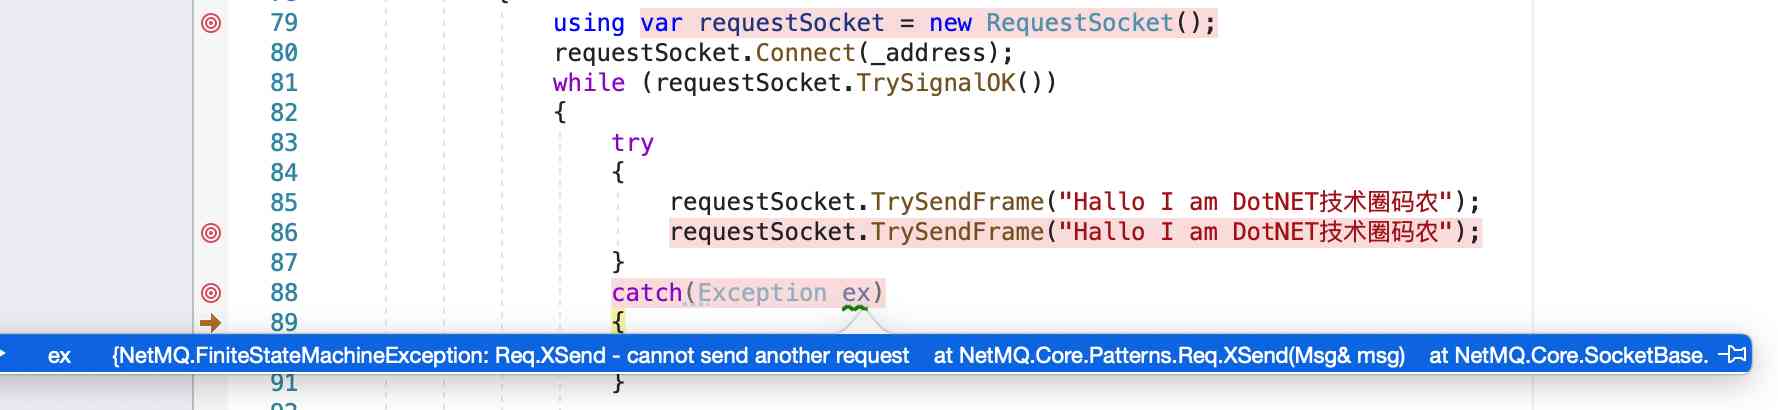 79 using var requestSocket = new RequestSocket();
80 requestSocket.Connect(_address);
81 while (requestSocket.TrySignalOK())
82 {
83 try
84 {
85 requestSocket.TrySendFrame("Hallo I am DotNET技术圈码农");
86 requestSocket.TrySendFrame("Hallo I am DotNET技术圈码农");
87 }
88 catch(Exception ex)
89 {
ex {NetMQ.FiniteStateMachineException: Req.XSend - cannot send another request at NetMQ.Core.Patterns.Req.XSend(Msg& msg) at NetMQ.Core.SocketBase.
91 }